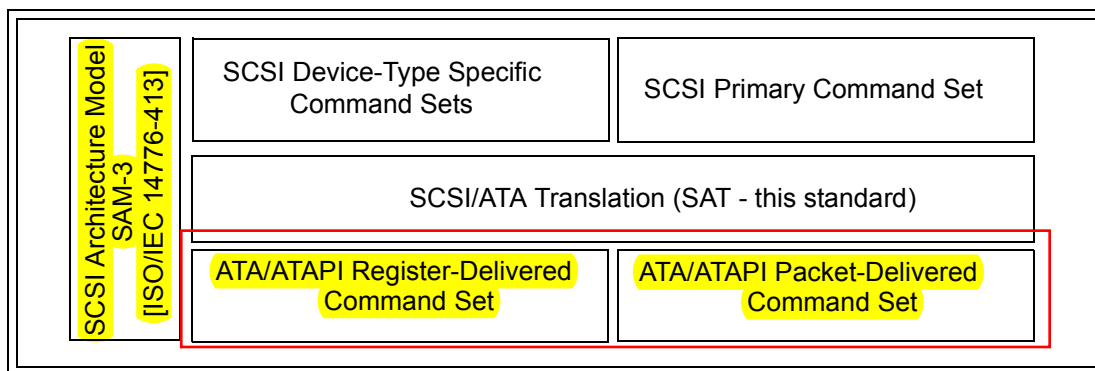 SCSI Architecture Model
SAM-3
[ISO/IEC 14776-413]
SCSI Device-Type Specific
Command Sets
SCSI Primary Command Set
SCSI/ATA Translation (SAT - this standard)
ATA/ATAPI Register-Delivered
Command Set
ATA/ATAPI Packet-Delivered
Command Set